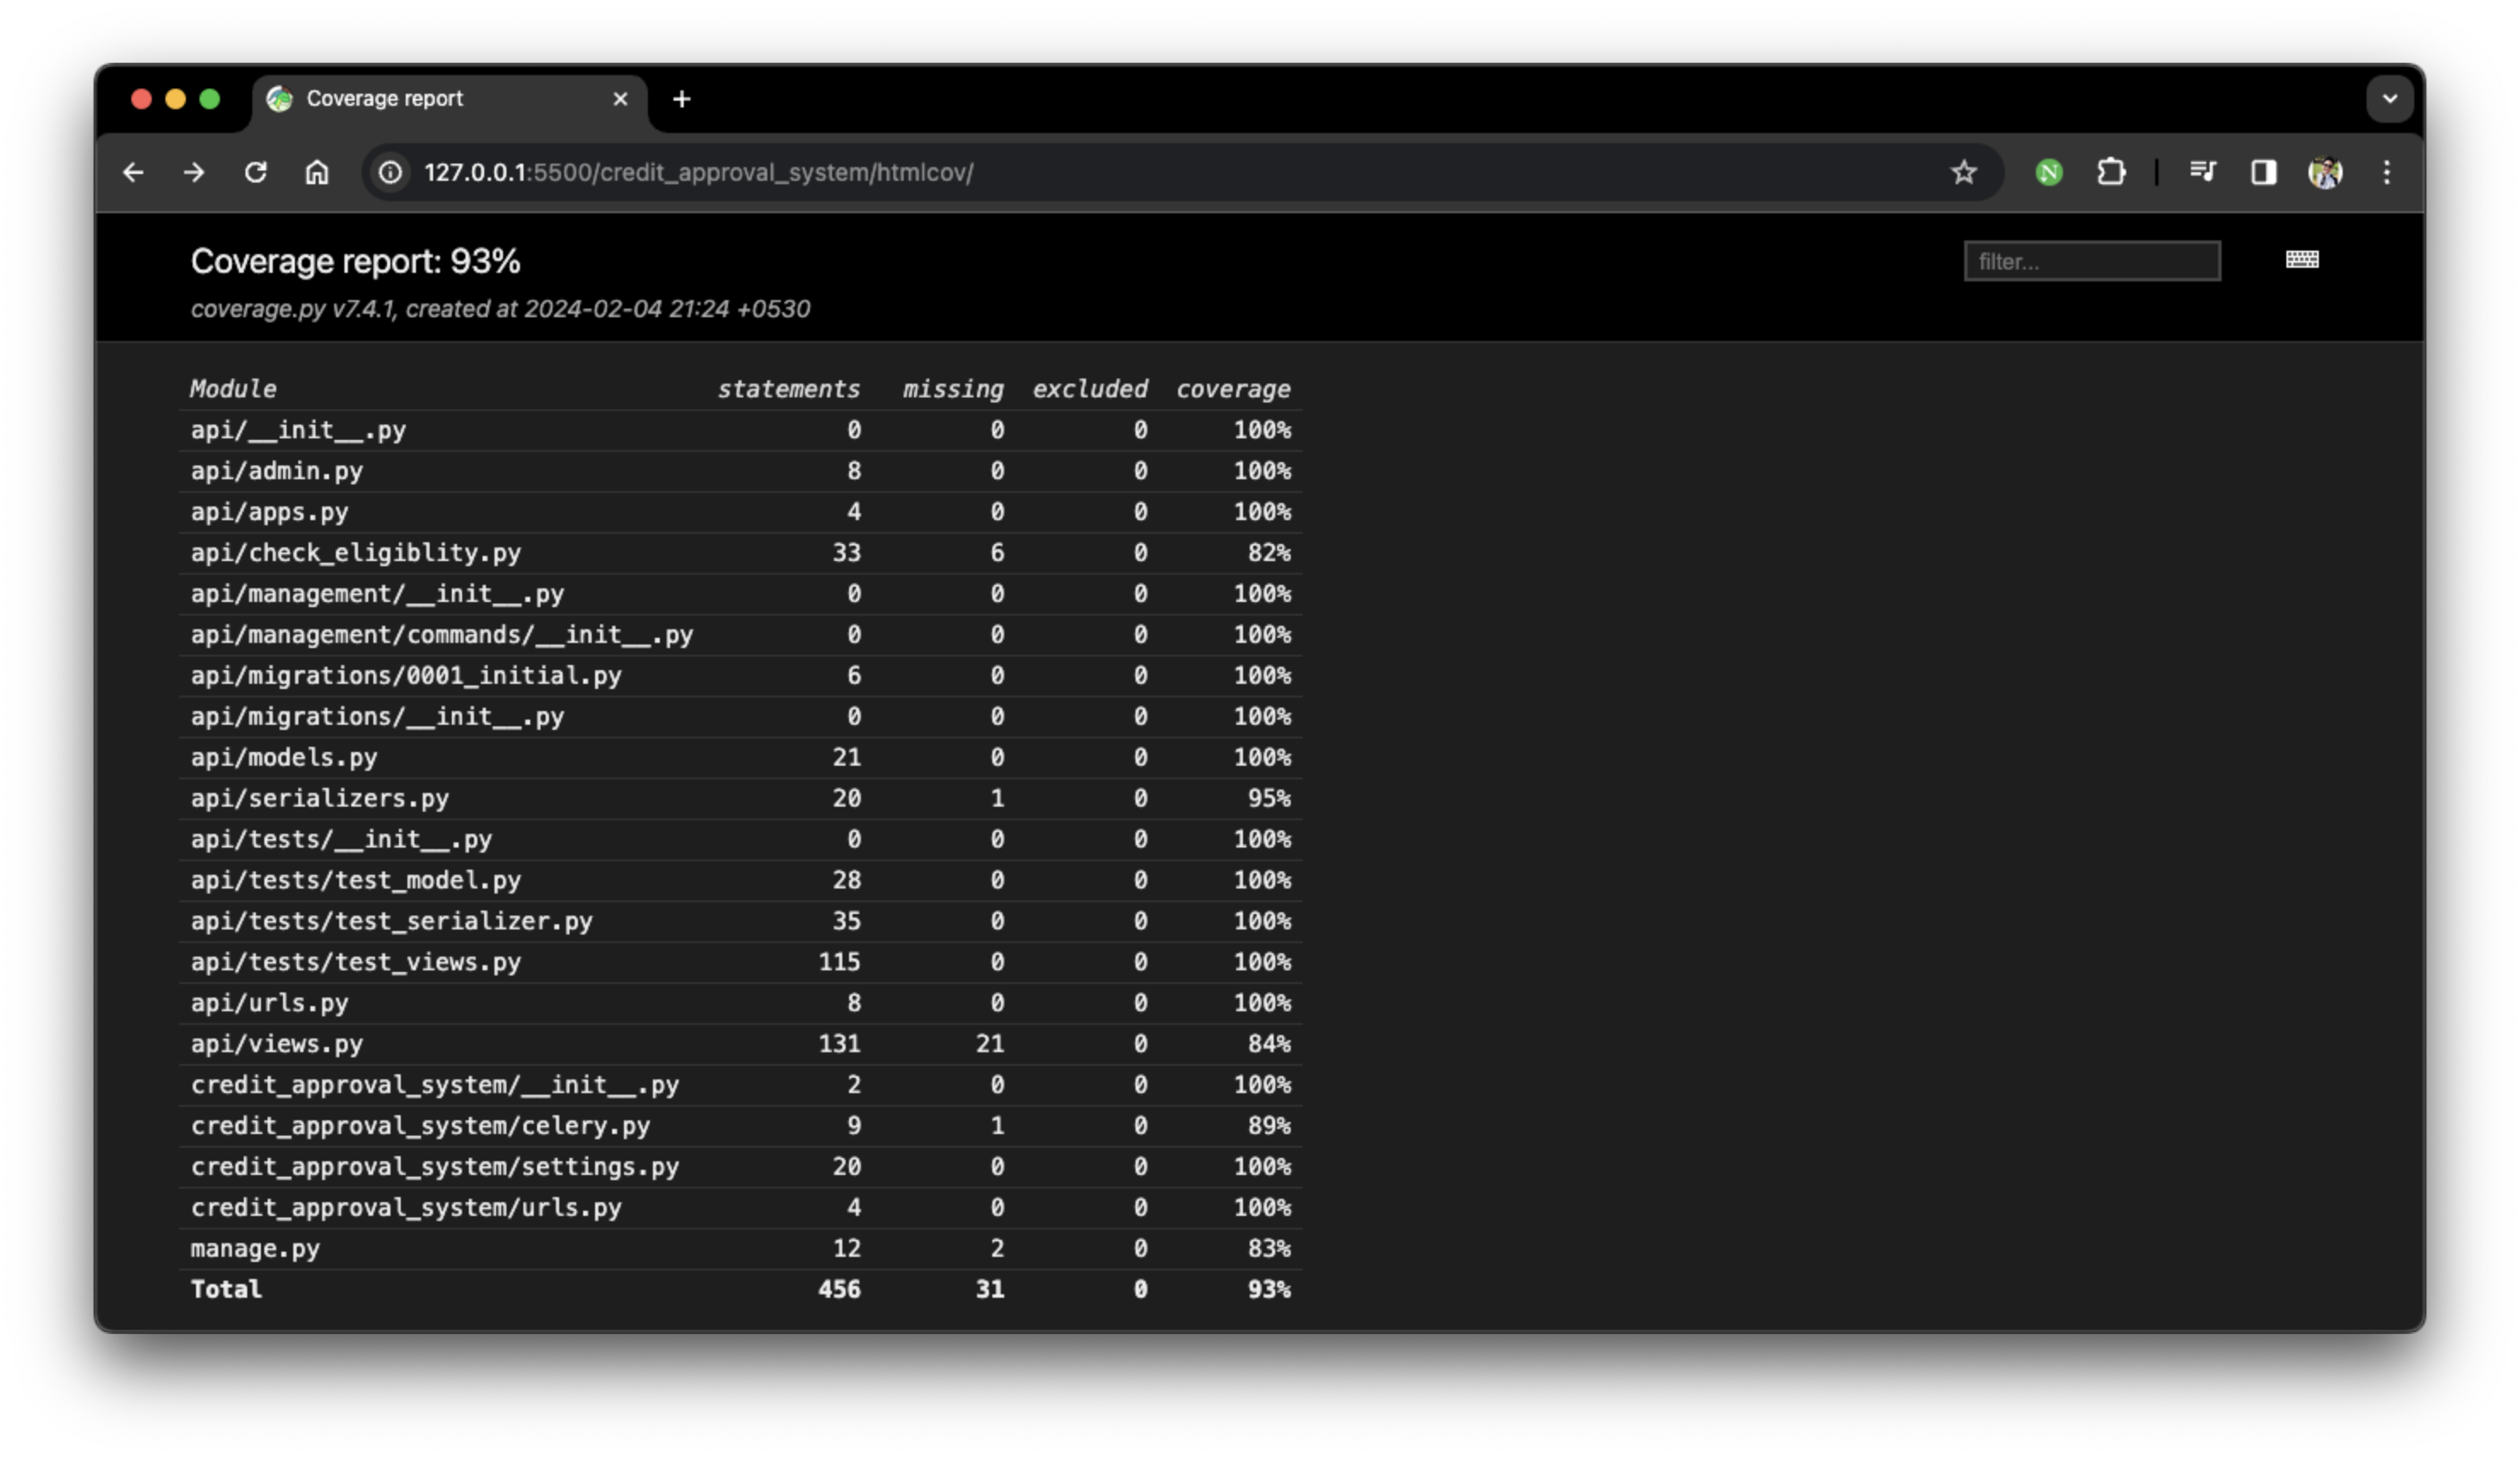 Coverage report
127.0.0.1:5500/credit_approval_system/htmlcov/
Coverage report: 93%
filter...
coverage.py v7.4.1, created at 2024-02-04 21:24 +0530
Module statements missing excluded coverage
api/__init__.py 0 0 0 100%
api/admin.py 8 0 0 100%
api/apps.py 4 0 0 100%
api/check_eligiblity.py 33 6 0 82%
api/management/__init__.py 0 0 0 100%
api/management/commands/__init__.py 0 0 0 100%
api/migrations/0001_initial.py 6 0 0 100%
api/migrations/__init__.py 0 0 0 100%
api/models.py 21 0 0 100%
api/serializers.py 20 1 0 95%
api/tests/__init__.py 0 0 0 100%
api/tests/test_model.py 28 0 0 100%
api/tests/test_serializer.py 35 0 0 100%
api/tests/test_views.py 115 0 0 100%
api/urls.py 8 0 0 100%
api/views.py 131 21 0 84%
credit_approval_system/__init__.py 2 0 0 100%
credit_approval_system/celery.py 9 1 0 89%
credit_approval_system/settings.py 20 0 0 100%
credit_approval_system/urls.py 4 0 0 100%
manage.py 12 2 0 83%
Total 456 31 0 93%